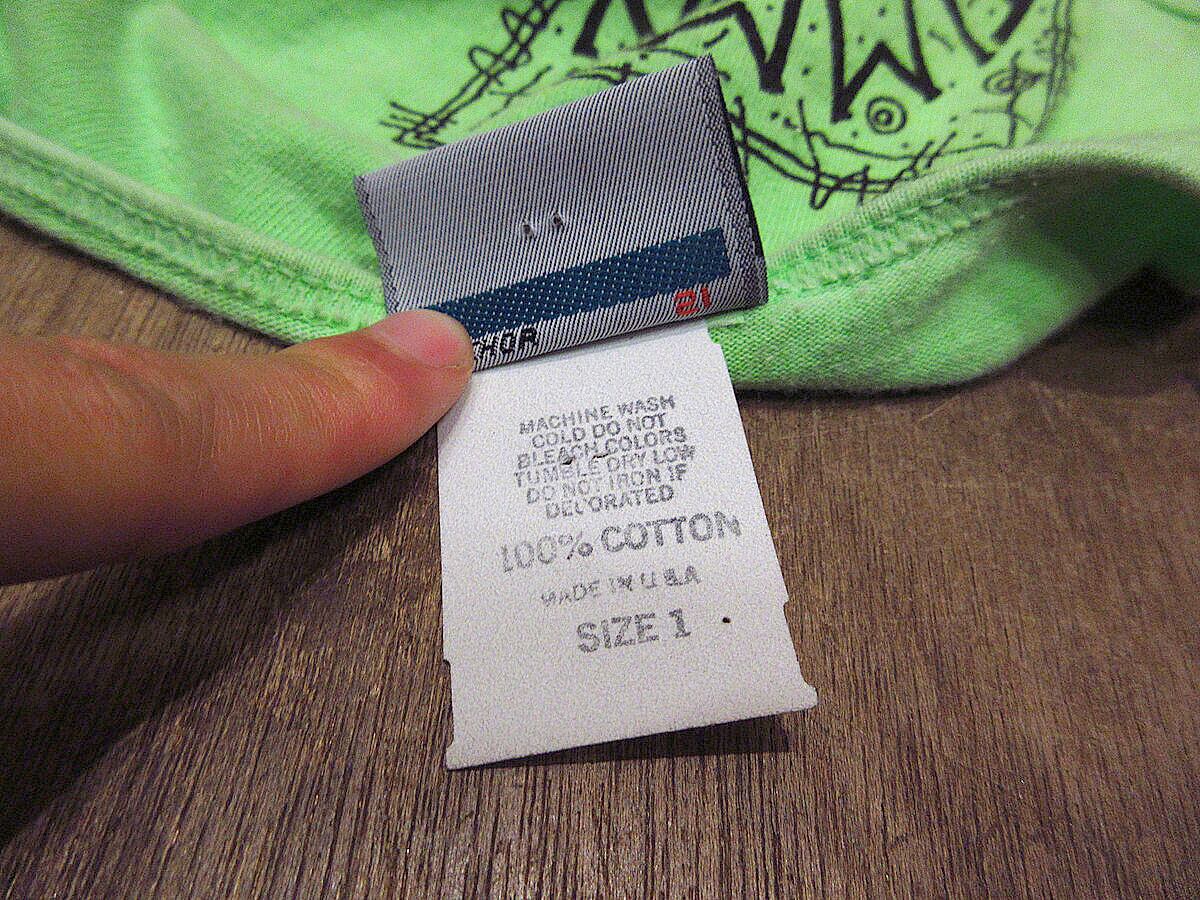 MACHINE WASH
COLD DO NOT
BLEACH COLORS
TUMBLE DRY LOW
DO NOT IRON IF
DECORATED
100% COTTON
MADE IN U.S.A
SIZE 1